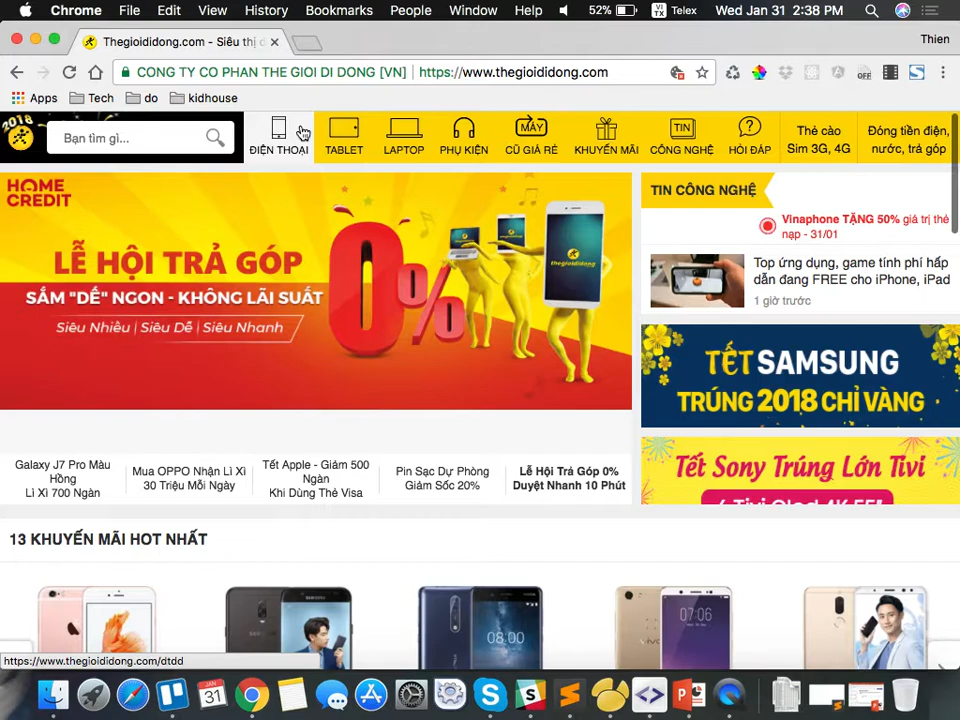 Chrome File Edit View History Bookmarks People Window Help 52% VI TX Telex Wed Jan 31 2:38 PM
Thegioididong.com - Siêu thị d Thien
CONG TY CO PHAN THE GIOI DI DONG [VN] https://www.thegioididong.com
Apps Tech do kidhouse
2018
Bạn tìm gì...
ĐIỆN THOẠI
TABLET
LAPTOP
PHỤ KIỆN
MÁY
CŨ GIÁ RẺ
KHUYẾN MÃI
TIN
CÔNG NGHỆ
HỎI ĐÁP
Thẻ cào
Sim 3G, 4G
Đóng tiền điện,
nước, trả góp
HOME
CREDIT
LỄ HỘI TRẢ GÓP
SẮM "DẾ" NGON - KHÔNG LÃI SUẤT
Siêu Nhiều | Siêu Dễ | Siêu Nhanh
0%
thegioididong
TIN CÔNG NGHỆ
Vinaphone TẶNG 50% giá trị thẻ
nạp - 31/01
Top ứng dụng, game tính phí hấp
dẫn đang FREE cho iPhone, iPad
1 giờ trước
TẾT SAMSUNG
TRÚNG 2018 CHỈ VÀNG
Tết Sony Trúng Lớn Tivi
Galaxy J7 Pro Màu
Hồng
Lì Xì 700 Ngàn
Mua OPPO Nhận Lì Xì
30 Triệu Mỗi Ngày
Tết Apple - Giảm 500
Ngàn
Khi Dùng Thẻ Visa
Pin Sạc Dự Phòng
Giảm Sốc 20%
Lễ Hội Trả Góp 0%
Duyệt Nhanh 10 Phút
13 KHUYẾN MÃI HOT NHẤT
08:00
07:00
https://www.thegioididong.com/dtdd